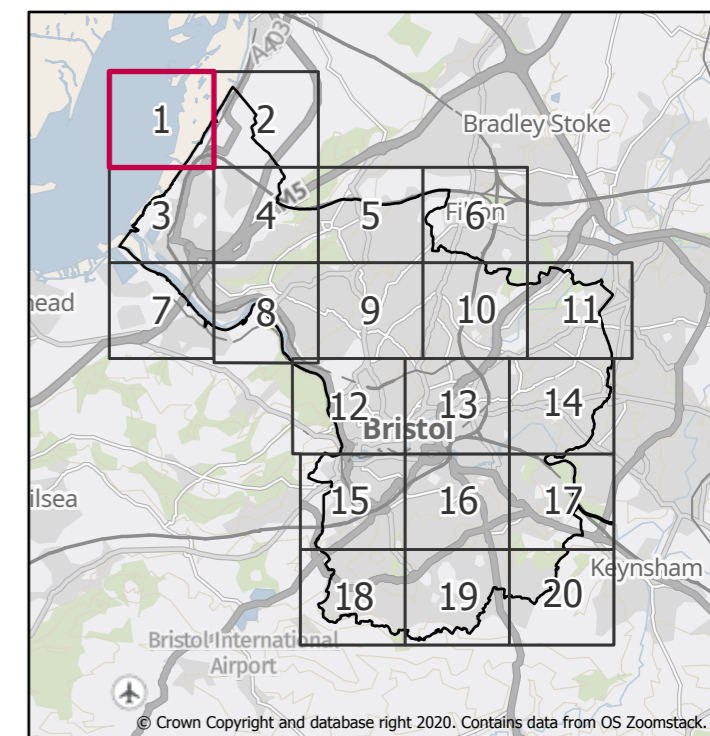 A403
1
2
Bradley Stoke
M5
3
4
5
Filton
6
head
7
8
9
10
11
12
13
14
Bristol
ilsea
15
16
17
Keynsham
18
19
20
Bristol International
Airport
© Crown Copyright and database right 2020. Contains data from OS Zoomstack.